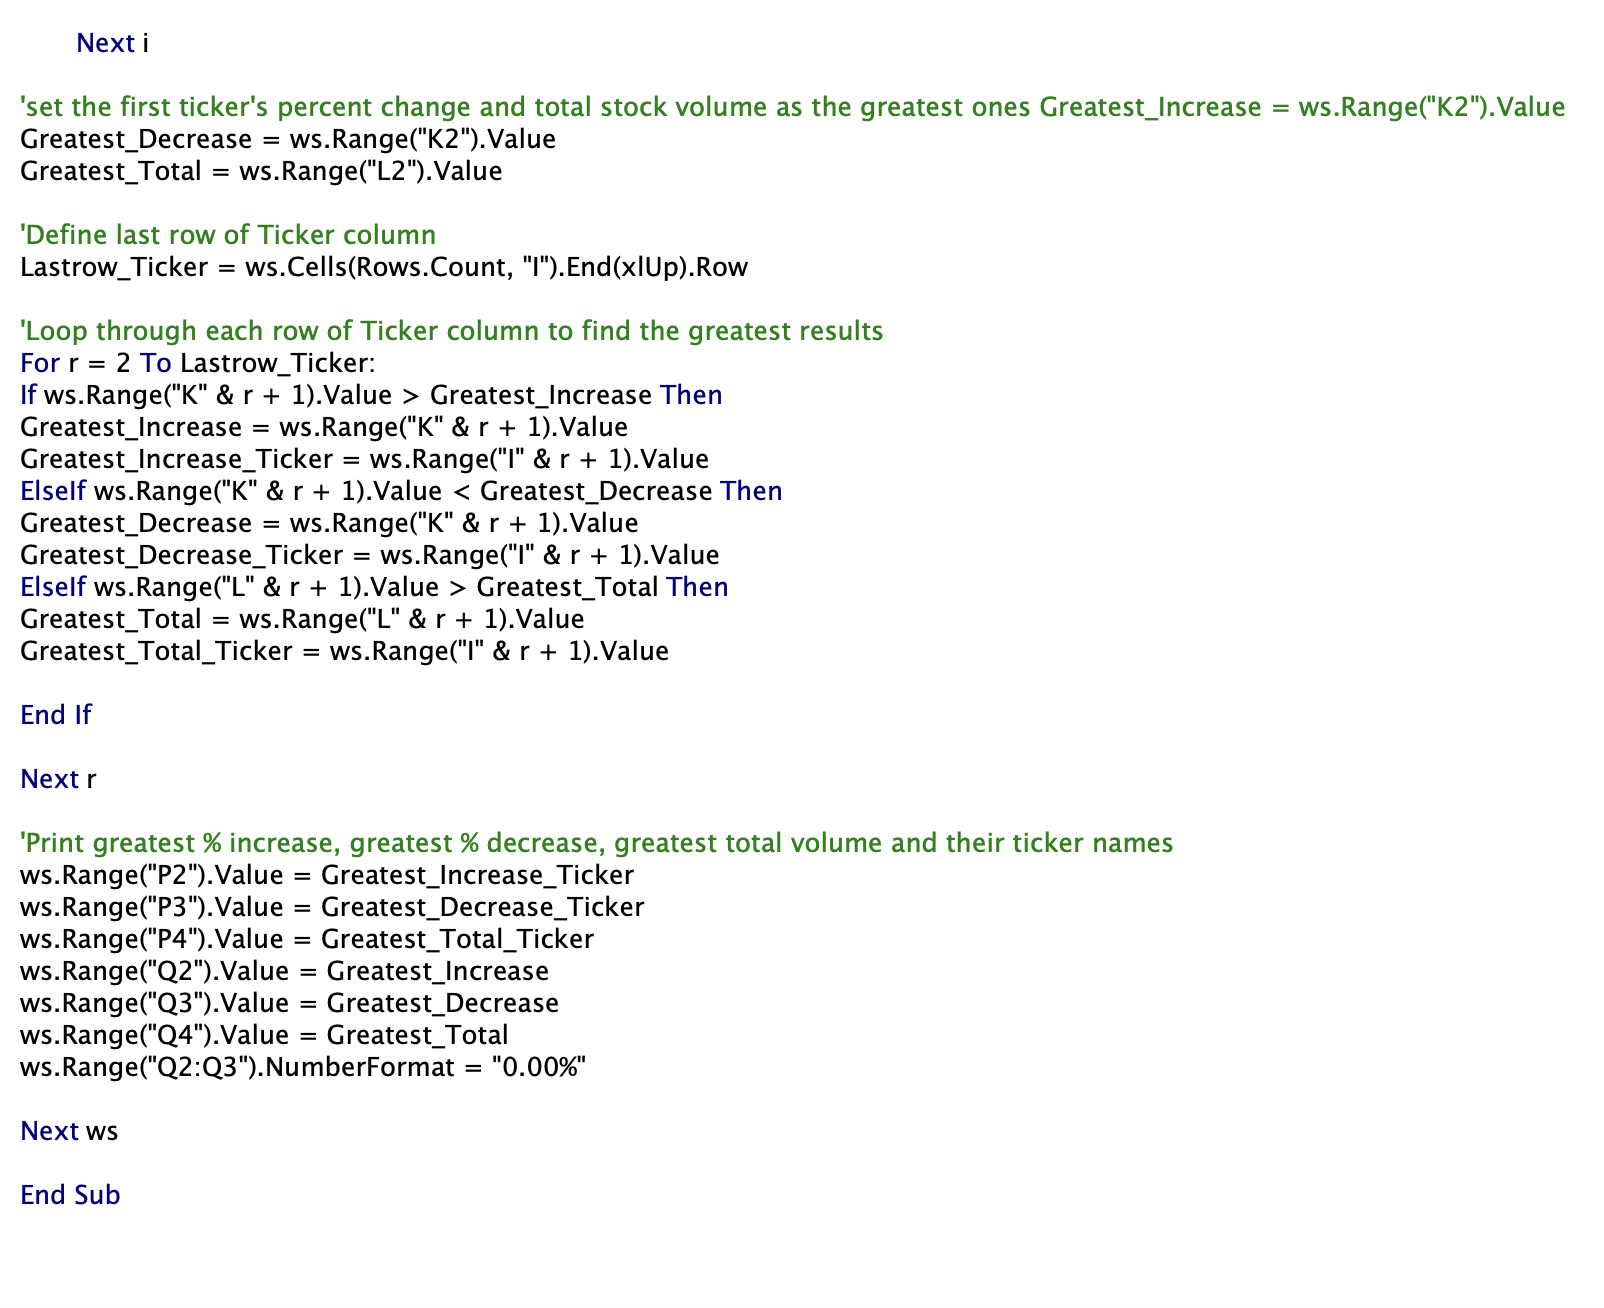 Next i
'set the first ticker's percent change and total stock volume as the greatest ones Greatest_Increase = ws.Range("K2").Value
Greatest_Decrease = ws.Range("K2").Value
Greatest_Total = ws.Range("L2").Value
'Define last row of Ticker column
Lastrow_Ticker = ws.Cells(Rows.Count, "I").End(xlUp).Row
'Loop through each row of Ticker column to find the greatest results
For r = 2 To Lastrow_Ticker:
If ws.Range("K" & r + 1).Value > Greatest_Increase Then
Greatest_Increase = ws.Range("K" & r + 1).Value
Greatest_Increase_Ticker = ws.Range("I" & r + 1).Value
ElseIf ws.Range("K" & r + 1).Value < Greatest_Decrease Then
Greatest_Decrease = ws.Range("K" & r + 1).Value
Greatest_Decrease_Ticker = ws.Range("I" & r + 1).Value
ElseIf ws.Range("L" & r + 1).Value > Greatest_Total Then
Greatest_Total = ws.Range("L" & r + 1).Value
Greatest_Total_Ticker = ws.Range("I" & r + 1).Value
End If
Next r
'Print greatest % increase, greatest % decrease, greatest total volume and their ticker names
ws.Range("P2").Value = Greatest_Increase_Ticker
ws.Range("P3").Value = Greatest_Decrease_Ticker
ws.Range("P4").Value = Greatest_Total_Ticker
ws.Range("Q2").Value = Greatest_Increase
ws.Range("Q3").Value = Greatest_Decrease
ws.Range("Q4").Value = Greatest_Total
ws.Range("Q2:Q3").NumberFormat = "0.00%"
Next ws
End Sub